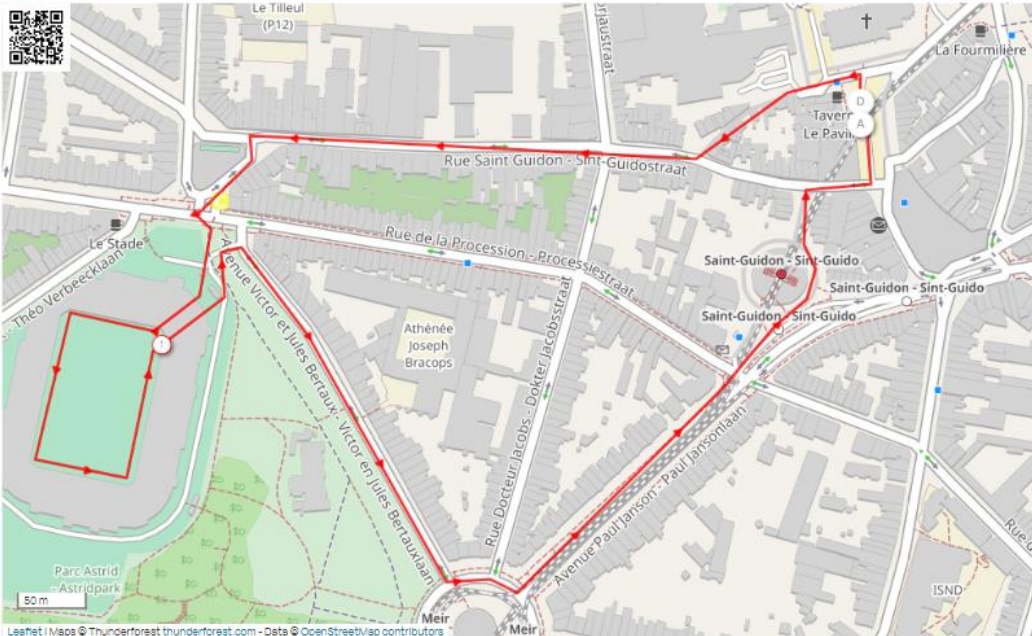 Le Tilleul
(P12)
La Fourmilière
D
A
Rue Saint Guidon - Sint-Guidostraat
Le Stade
Rue de la Procession - Processiestraat
Saint-Guidon - Sint-Guido
Saint-Guidon - Sint-Guido
Saint-Guidon - Sint-Guido
Avenue Victor et Jules Bertaux - Victor en Jules Bertauxlaan
Athénée
Joseph
Bracops
Rue Docteur Jacobs - Dokter Jacobsstraat
Avenue Paul Janson - Paul Jansonlaan
Théo Verbeecklaan
1
Parc Astrid
- Astridpark
ISND
50 m
Meir
Meir
Leaflet | Maps © Thunderforest thunderforest.com - Data © OpenStreetMap contributors